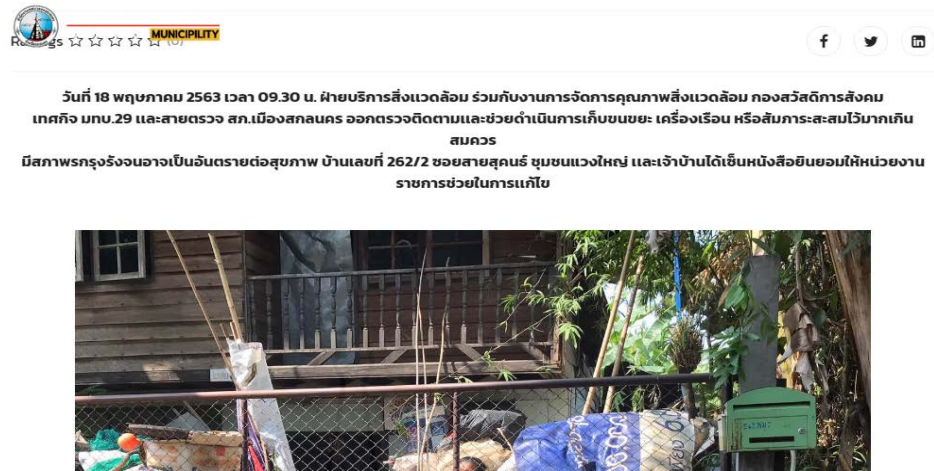 MUNICIPILITY
Ratings (0)
วันที่ 18 พฤษภาคม 2563 เวลา 09.30 น. ฝ่ายบริการสิ่งแวดล้อม ร่วมกับงานการจัดการคุณภาพสิ่งแวดล้อม กองสวัสดิการสังคม
เทศกิจ มทบ.29 และสายตรวจ สภ.เมืองสกลนคร ออกตรวจติดตามและช่วยดำเนินการเก็บขนขยะ เครื่องเรือน หรือสัมภาระสะสมไว้มากเกิน
สมควร
มีสภาพรกรุงรังจนอาจเป็นอันตรายต่อสุขภาพ บ้านเลขที่ 262/2 ซอยสายสุคนธ์ ชุมชนแวงใหญ่ และเจ้าบ้านได้เซ็นหนังสือยินยอมให้หน่วยงาน
ราชการช่วยในการแก้ไข